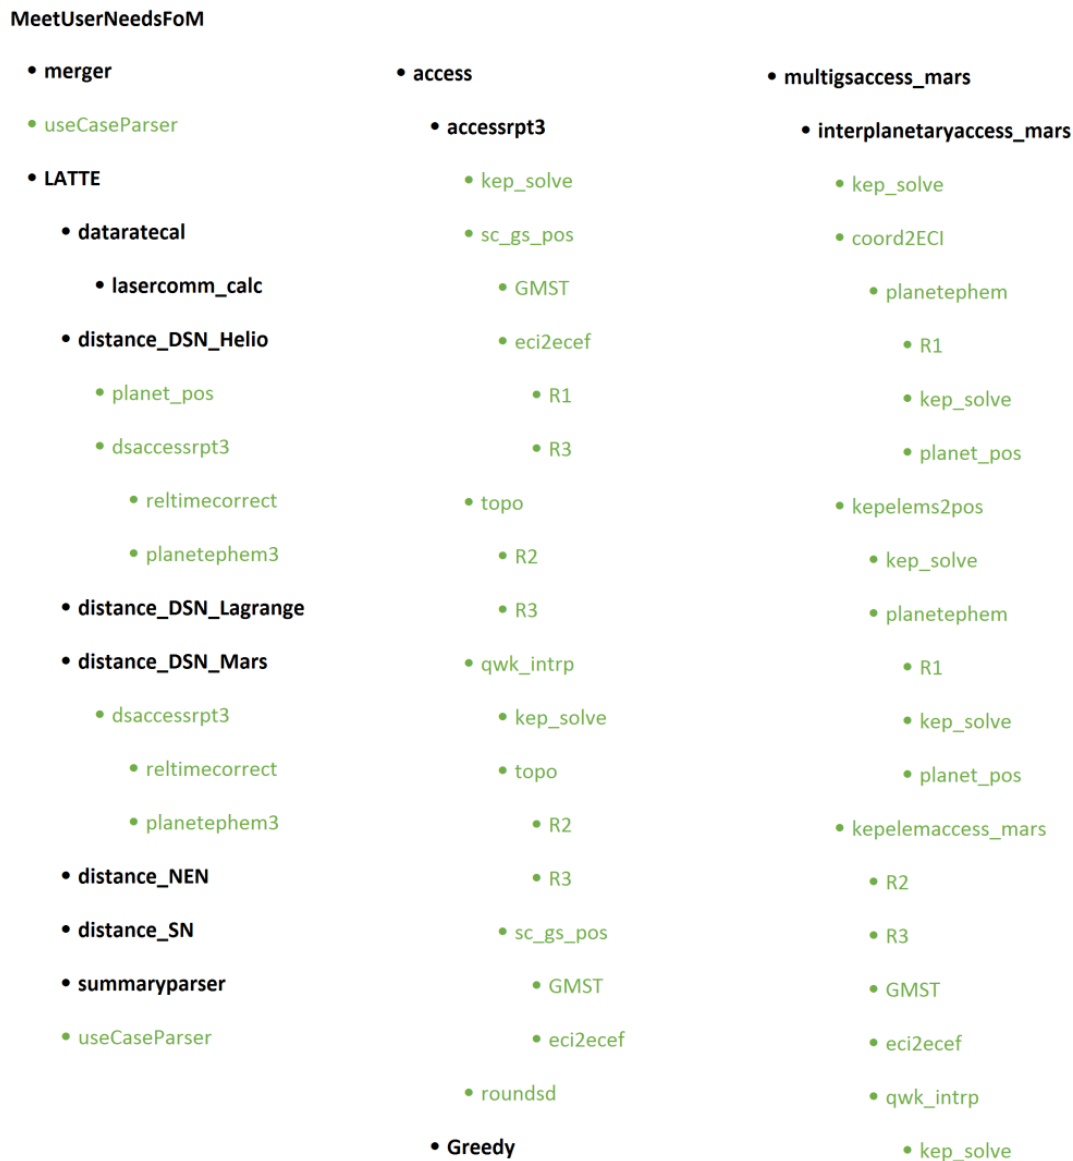 MeetUserNeedsFoM
• merger
• useCaseParser
• LATTE
• dataratecal
• lasercomm_calc
• distance_DSN_Helio
• planet_pos
• dsaccessrpt3
• reltimecorrect
• planetephem3
• distance_DSN_Lagrange
• distance_DSN_Mars
• dsaccessrpt3
• reltimecorrect
• planetephem3
• distance_NEN
• distance_SN
• summaryparser
• useCaseParser
• access
• accessrpt3
• kep_solve
• sc_gs_pos
• GMST
• eci2ecef
• R1
• R3
• topo
• R2
• R3
• qwk_intrp
• kep_solve
• topo
• R2
• R3
• sc_gs_pos
• GMST
• eci2ecef
• roundsd
• Greedy
• multigsaccess_mars
• interplanetaryaccess_mars
• kep_solve
• coord2ECI
• planetephem
• R1
• kep_solve
• planet_pos
• kepelems2pos
• kep_solve
• planetephem
• R1
• kep_solve
• planet_pos
• kepelemaccess_mars
• R2
• R3
• GMST
• eci2ecef
• qwk_intrp
• kep_solve